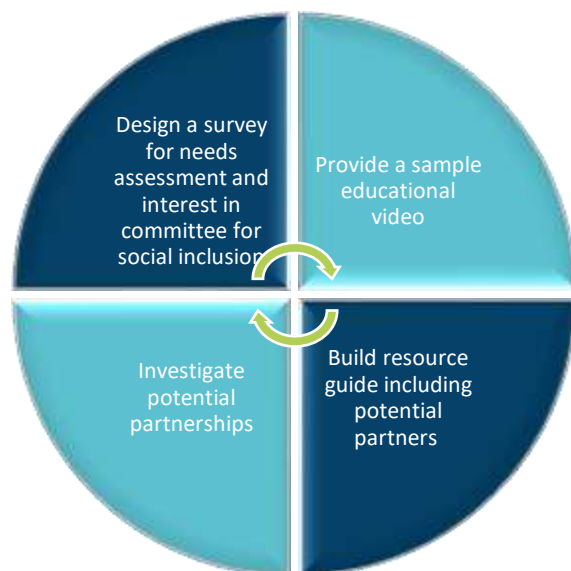 Design a survey
for needs
assessment and
interest in
committee for
social inclusion
Provide a sample
educational
video
Investigate
potential
partnerships
Build resource
guide including
potential
partners